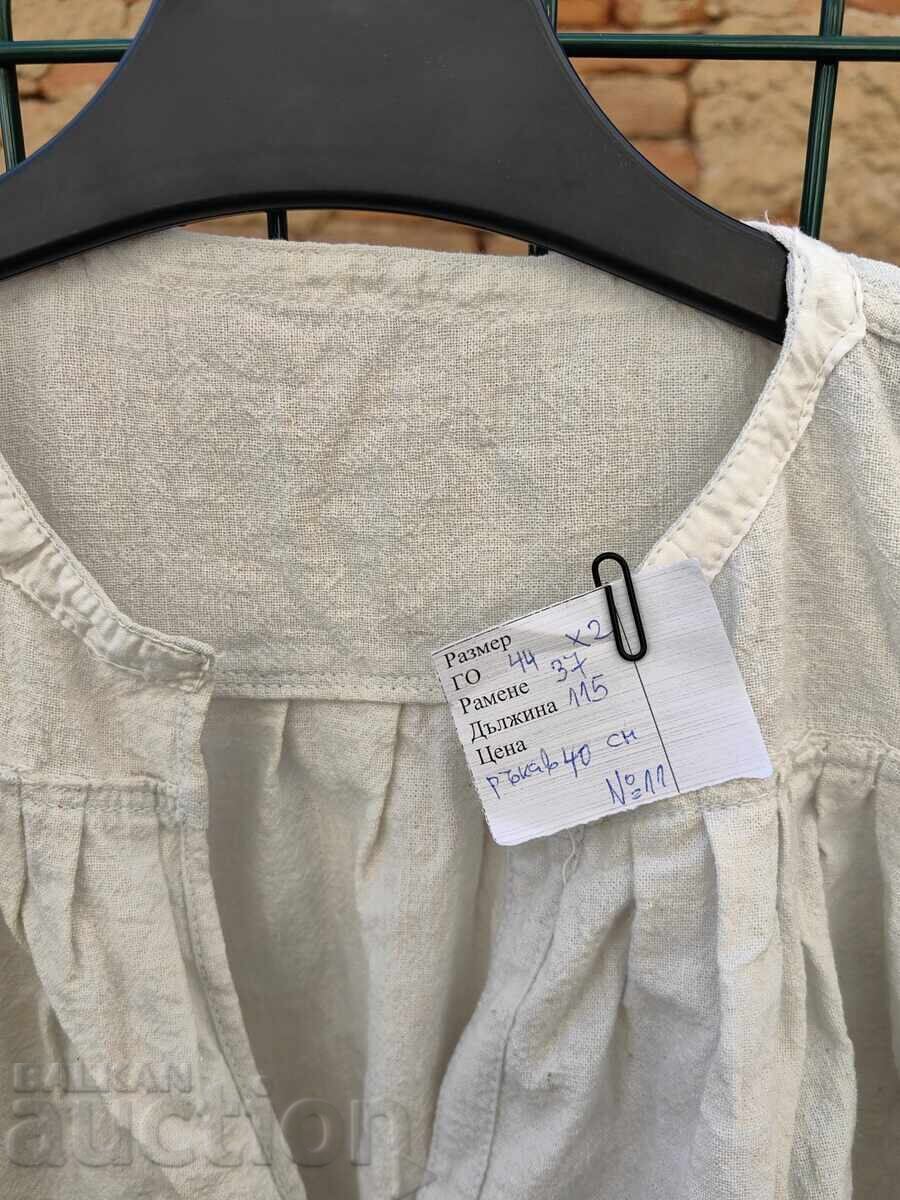 Размер
ГО 44 x2
Рамене 37
Дължина 115
Цена
ръкав 40 см
№11
BALKAN
auction